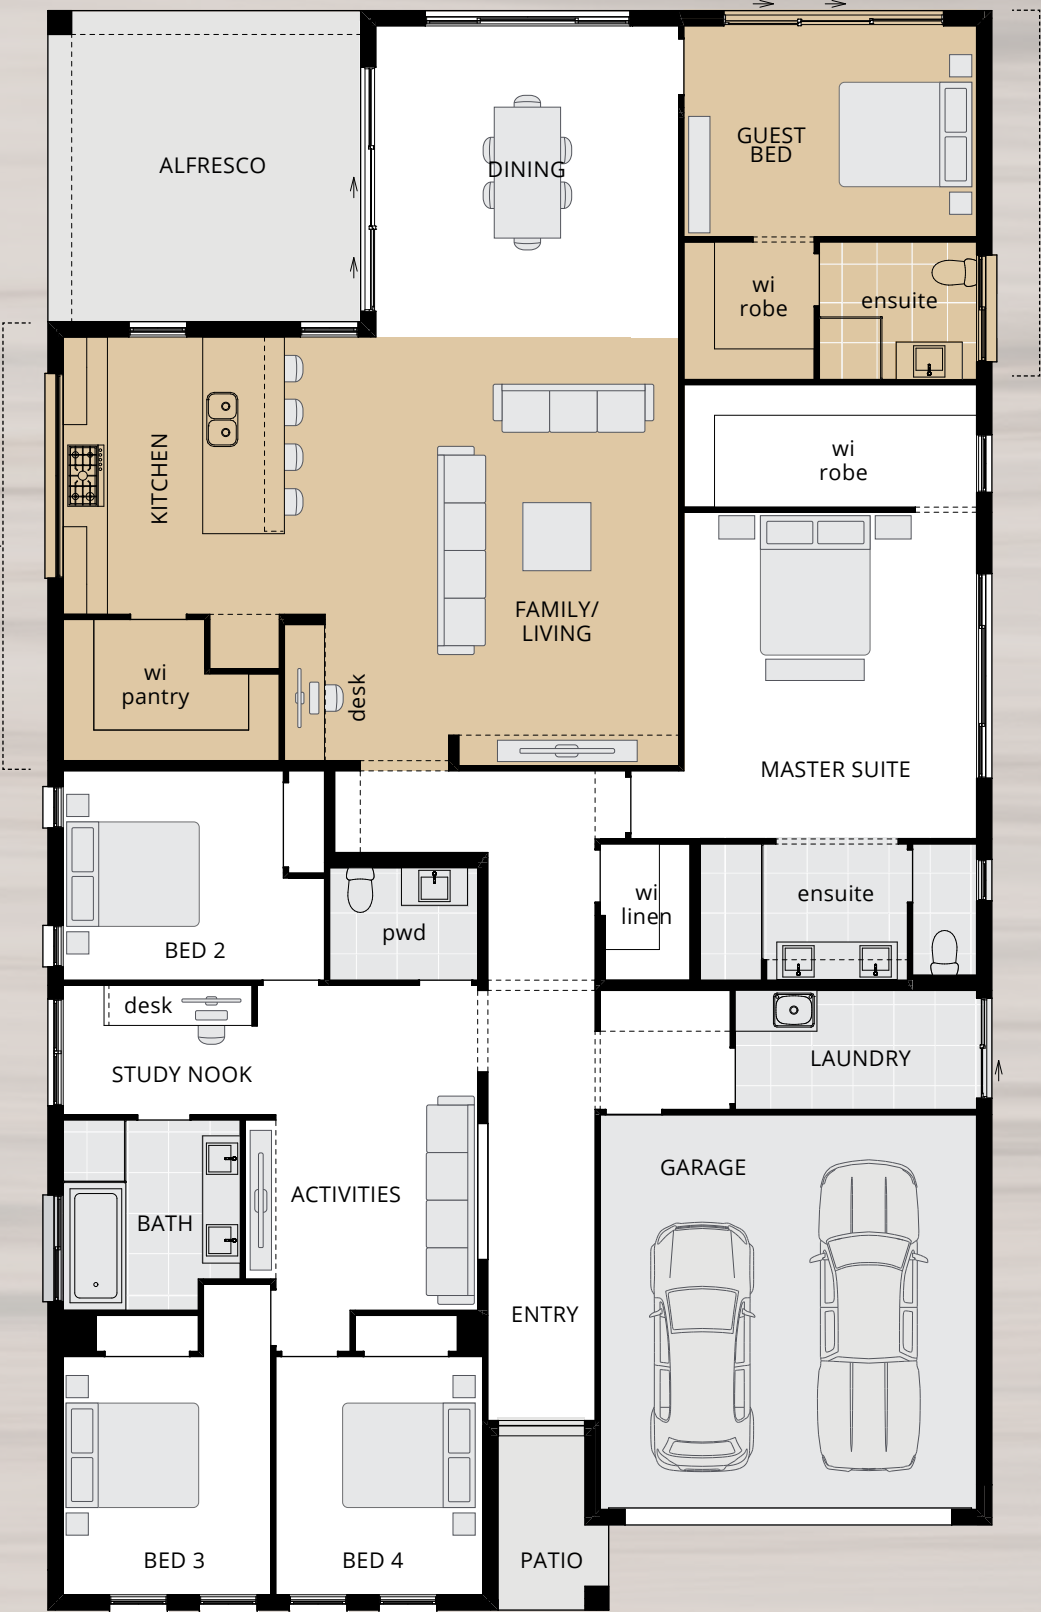 ALFRESCO
DINING
GUEST
BED
wi
robe
ensuite
KITCHEN
wi
robe
FAMILY/
LIVING
wi
pantry
desk
MASTER SUITE
BED 2
pwd
wi
linen
ensuite
desk
STUDY NOOK
LAUNDRY
BATH
ACTIVITIES
GARAGE
ENTRY
BED 3
BED 4
PATIO